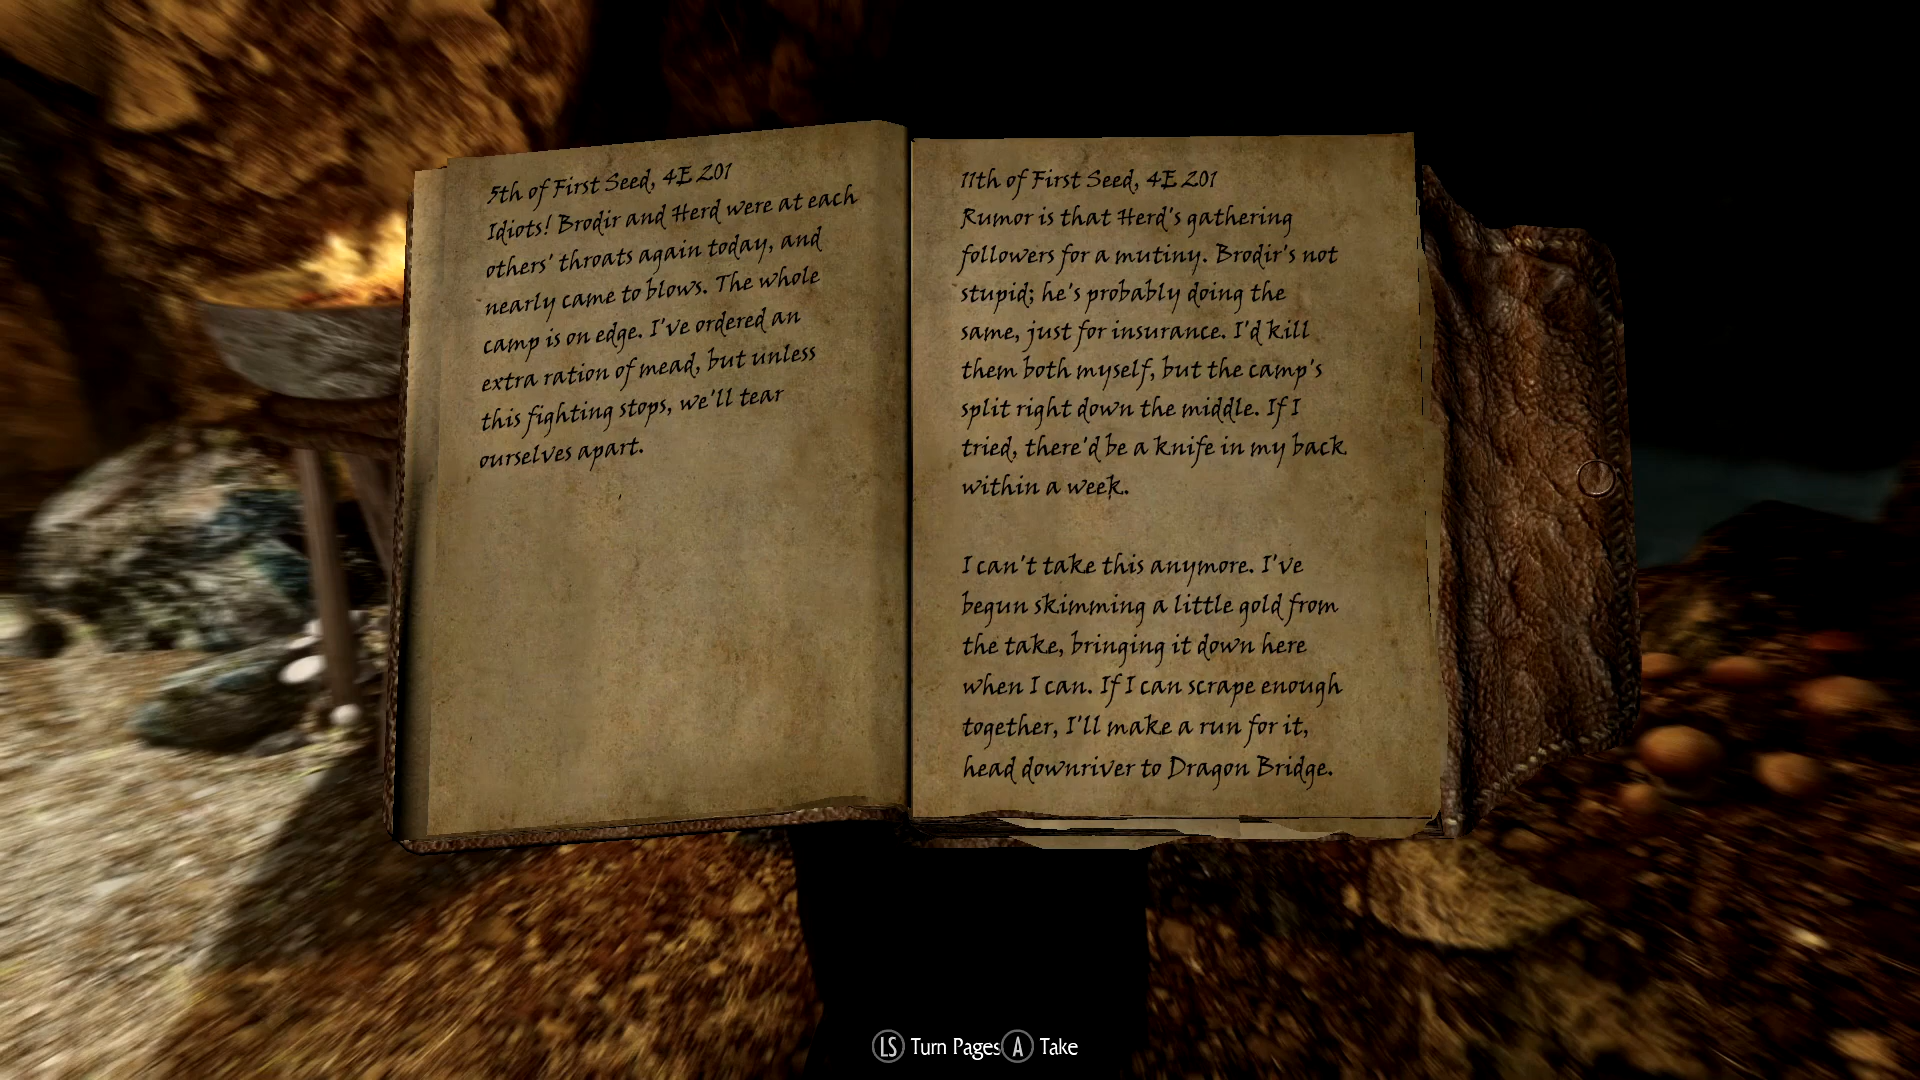 5th of First Seed, 4E 201
Idiots! Brodir and Herd were at each
others' throats again today, and
nearly came to blows. The whole
camp is on edge. I've ordered an
extra ration of mead, but unless
this fighting stops, we'll tear
ourselves apart.
11th of First Seed, 4E 201
Rumor is that Herd's gathering
followers for a mutiny. Brodir's not
stupid; he's probably doing the
same, just for insurance. I'd kill
them both myself, but the camp's
split right down the middle. If I
tried, there'd be a knife in my back
within a week.
I can't take this anymore. I've
begun skimming a little gold from
the take, bringing it down here
when I can. If I can scrape enough
together, I'll make a run for it,
head downriver to Dragon Bridge.
LS Turn Pages A Take